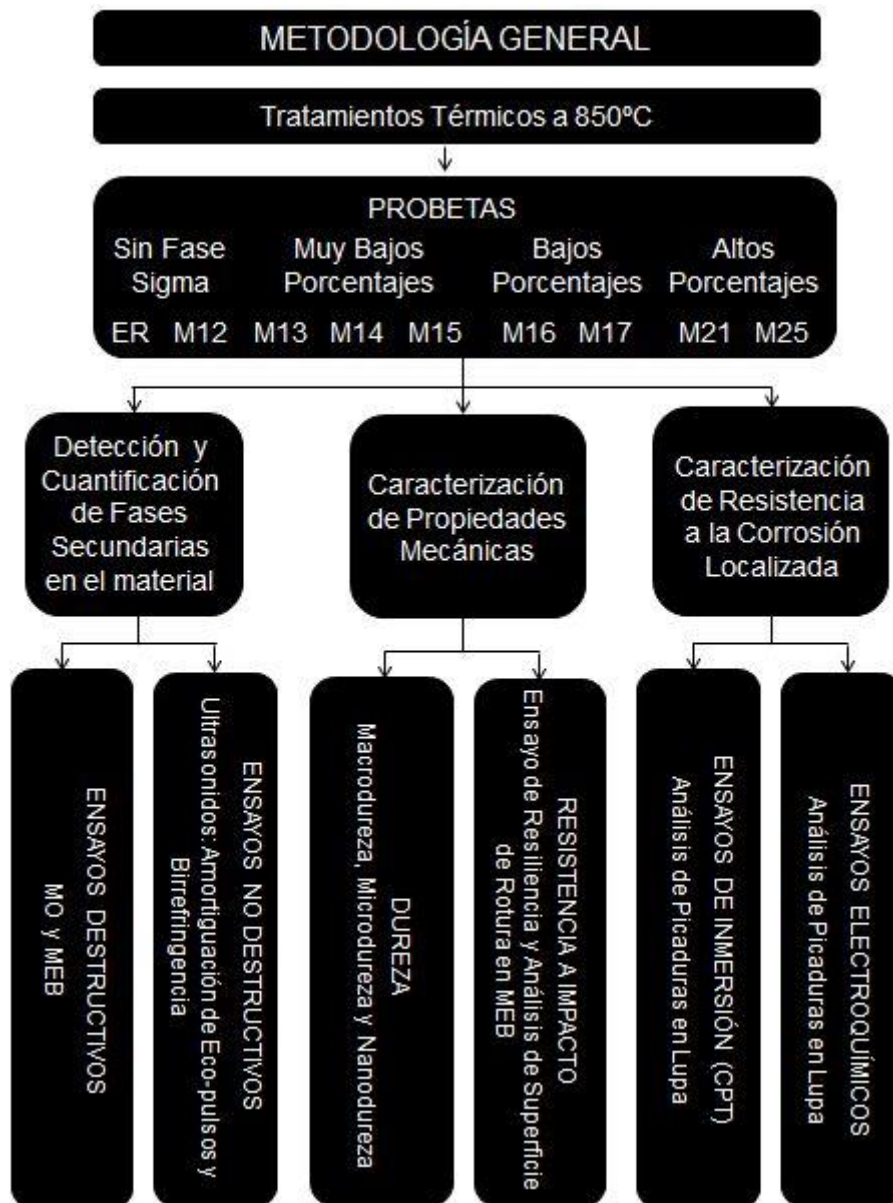 METODOLOGÍA GENERAL
Tratamientos Térmicos a 850ºC
PROBETAS
Sin Fase
Sigma
Muy Bajos
Porcentajes
Bajos
Porcentajes
Altos
Porcentajes
ER M12 M13 M14 M15 M16 M17 M21 M25
Detección y
Cuantificación
de Fases
Secundarias
en el material
Caracterización
de Propiedades
Mecánicas
Caracterización
de Resistencia
a la Corrosión
Localizada
ENSAYOS DESTRUCTIVOS
MO y MEB
ENSAYOS NO DESTRUCTIVOS
Ultrasonidos: Amortiguación de Eco-pulsos y
Birrefringencia
DUREZA
Macrodureza, Microdureza y Nanodureza
RESISTENCIA A IMPACTO
Ensayo de Resiliencia y Análisis de Superficie
de Rotura en MEB
ENSAYOS DE INMERSIÓN (CPT)
Análisis de Picaduras en Lupa
ENSAYOS ELECTROQUÍMICOS
Análisis de Picaduras en Lupa